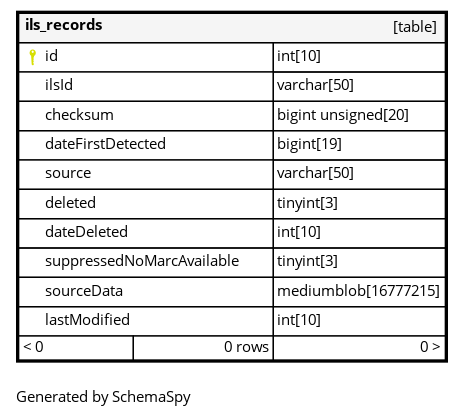 ils_records [table]
id int[10]
ilsId varchar[50]
checksum bigint unsigned[20]
dateFirstDetected bigint[19]
source varchar[50]
deleted tinyint[3]
dateDeleted int[10]
suppressedNoMarcAvailable tinyint[3]
sourceData mediumblob[16777215]
lastModified int[10]
< 0 0 rows 0 >
Generated by SchemaSpy